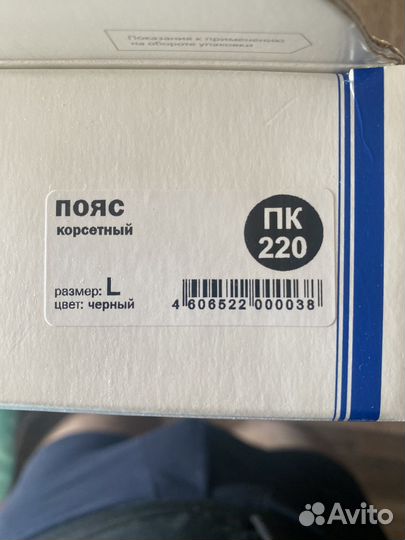 Показания к применению
на обороте упаковки
пояс
корсетный
ПК
220
размер: L
цвет: черный
4 606522 000038
Avito